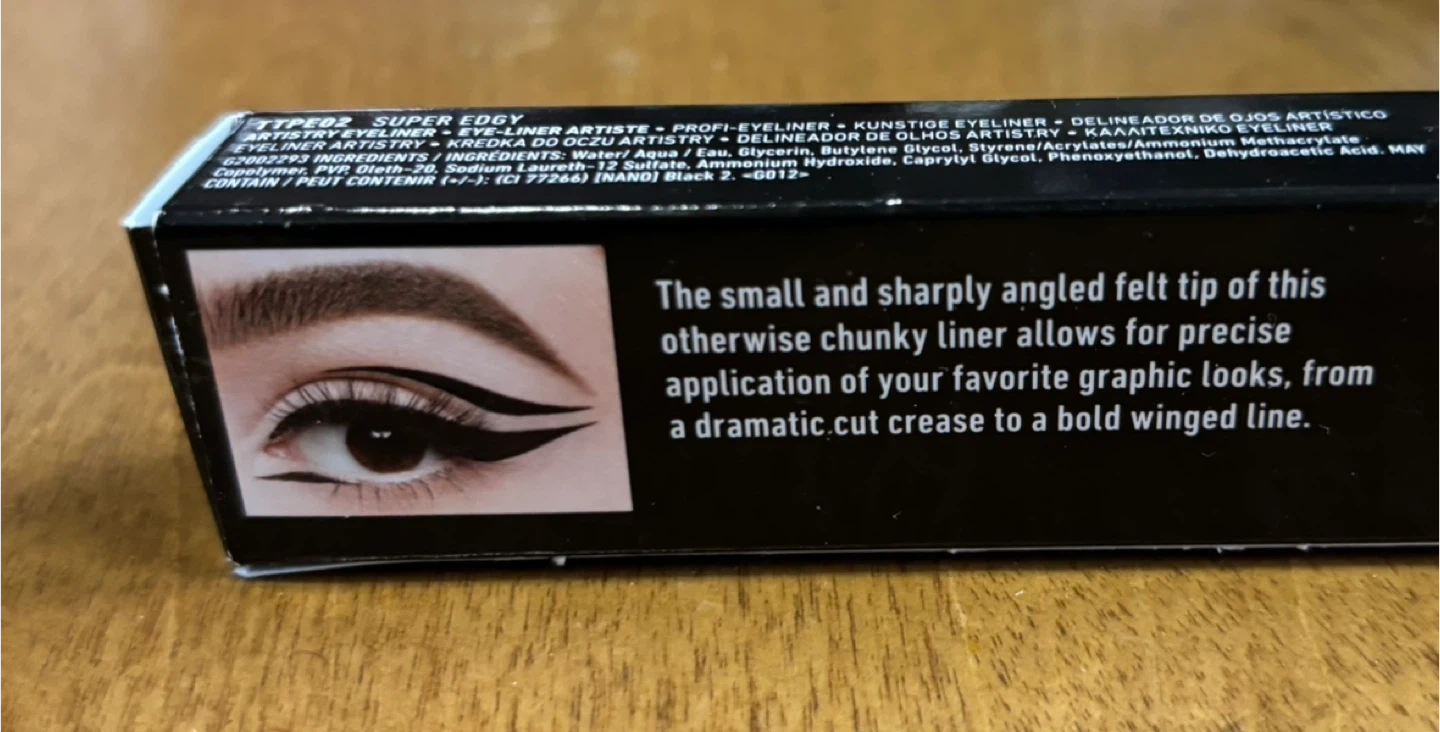 TTPE02 SUPER EDGY
ARTISTRY EYELINER • EYE-LINER ARTISTE • PROFI-EYELINER • KUNSTIGE EYELINER • DELINEADOR DE OJOS ARTÍSTICO
EYELINER ARTISTRY • KREDKA DO OCZU ARTISTRY • DELINEADOR DE OLHOS ARTISTRY • ΚΑΛΛΙΤΕΧΝΙΚΟ EYELINER
G2002793 INGREDIENTS / INGRÉDIENTS: Water/ Aqua / Eau, Glycerin, Butylene Glycol, Styrene/Acrylates/Ammonium Methacrylate
Copolymer, PVP, Oleth-20, Sodium Laureth-12 Sulfate, Ammonium Hydroxide, Caprylyl Glycol, Phenoxyethanol, Dehydroacetic Acid. MAY
CONTAIN / PEUT CONTENIR (+/-): (CI 77266) [NANO] Black 2. <G012>
The small and sharply angled felt tip of this
otherwise chunky liner allows for precise
application of your favorite graphic looks, from
a dramatic cut crease to a bold winged line.